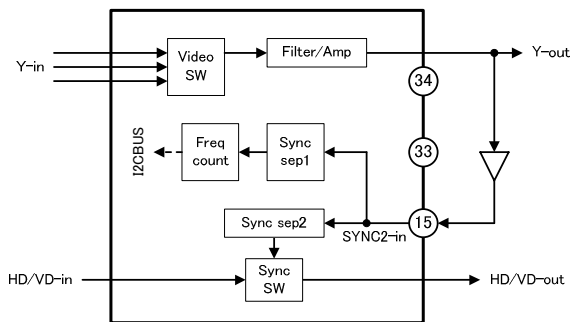 Y-in
Video
SW
Filter/Amp
Y-out
34
I2CBUS
Freq
count
Sync
sep1
33
Sync sep2
SYNC2-in
15
HD/VD-in
Sync
SW
HD/VD-out